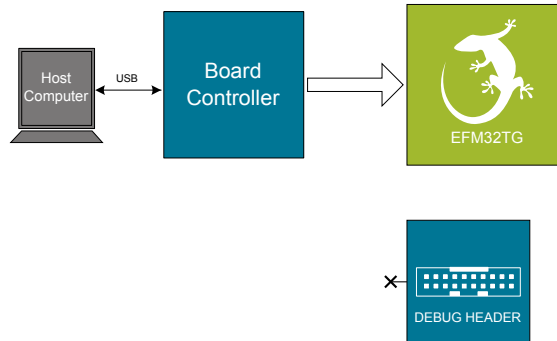 Host
Computer
USB
Board
Controller
EFM32TG
DEBUG HEADER